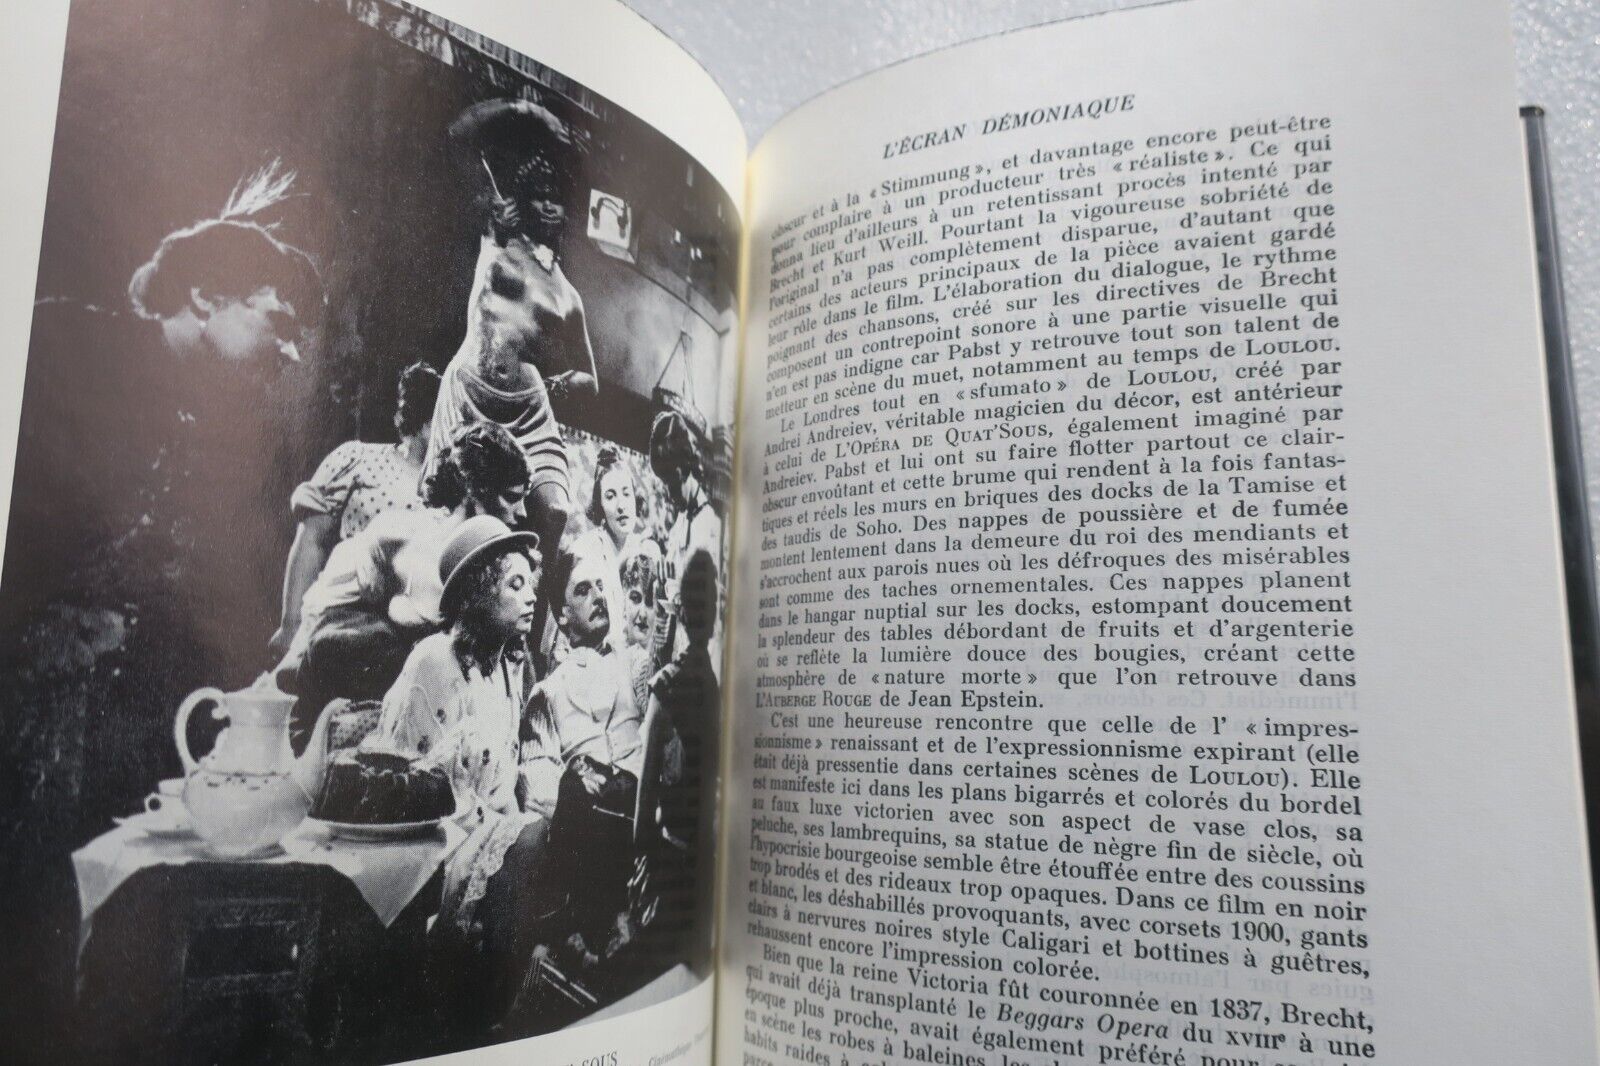 SOUS
Cinémathèque
L'ÉCRAN DÉMONIAQUE
obscur et à la « Stimmung », et davantage encore peut-être
pour complaire à un producteur très « réaliste ». Ce qui
donna lieu d'ailleurs à un retentissant procès intenté par
Brecht et Kurt Weill. Pourtant la vigoureuse sobriété de
l'original n'a pas complètement disparue, d'autant que
certains des acteurs principaux de la pièce avaient gardé
leur rôle dans le film. L'élaboration du dialogue, le rythme
poignant des chansons, créé sur les directives de Brecht
composent un contrepoint sonore à une partie visuelle qui
n'en est pas indigne car Pabst y retrouve tout son talent de
metteur en scène du muet, notamment au temps de LOULOU.
Le Londres tout en « sfumato » de LOULOU, créé par
Andrei Andreiev, véritable magicien du décor, est antérieur
à celui de L'OPÉRA DE QUAT'SOUS, également imaginé par
Andreiev. Pabst et lui ont su faire flotter partout ce clair-
obscur envoûtant et cette brume qui rendent à la fois fantas-
tiques et réels les murs en briques des docks de la Tamise et
des taudis de Soho. Des nappes de poussière et de fumée
montent lentement dans la demeure du roi des mendiants et
s'accrochent aux parois nues où les défroques des misérables
sont comme des taches ornementales. Ces nappes planent
dans le hangar nuptial sur les docks, estompant doucement
la splendeur des tables débordant de fruits et d'argenterie
où se reflète la lumière douce des bougies, créant cette
atmosphère de « nature morte » que l'on retrouve dans
L'AUBERGE ROUGE de Jean Epstein.
C'est une heureuse rencontre que celle de l' « impres-
sionnisme » renaissant et de l'expressionnisme expirant (elle
était déjà pressentie dans certaines scènes de LOULOU). Elle
est manifeste ici dans les plans bigarrés et colorés du bordel
au faux luxe victorien avec son aspect de vase clos, sa
peluche, ses lambrequins, sa statue de nègre fin de siècle, où
l'hypocrisie bourgeoise semble être étouffée entre des coussins
trop brodés et des rideaux trop opaques. Dans ce film en noir
et blanc, les déshabillés provoquants, avec corsets 1900, gants
clairs à nervures noires style Caligari et bottines à guêtres,
rehaussent encore l'impression colorée.
Bien que la reine Victoria fût couronnée en 1837, Brecht,
qui avait déjà transplanté le Beggars Opera du XVIIIe à une
époque plus proche, avait également préféré pour
en scène les robes à baleines, les
habits raides à
parce